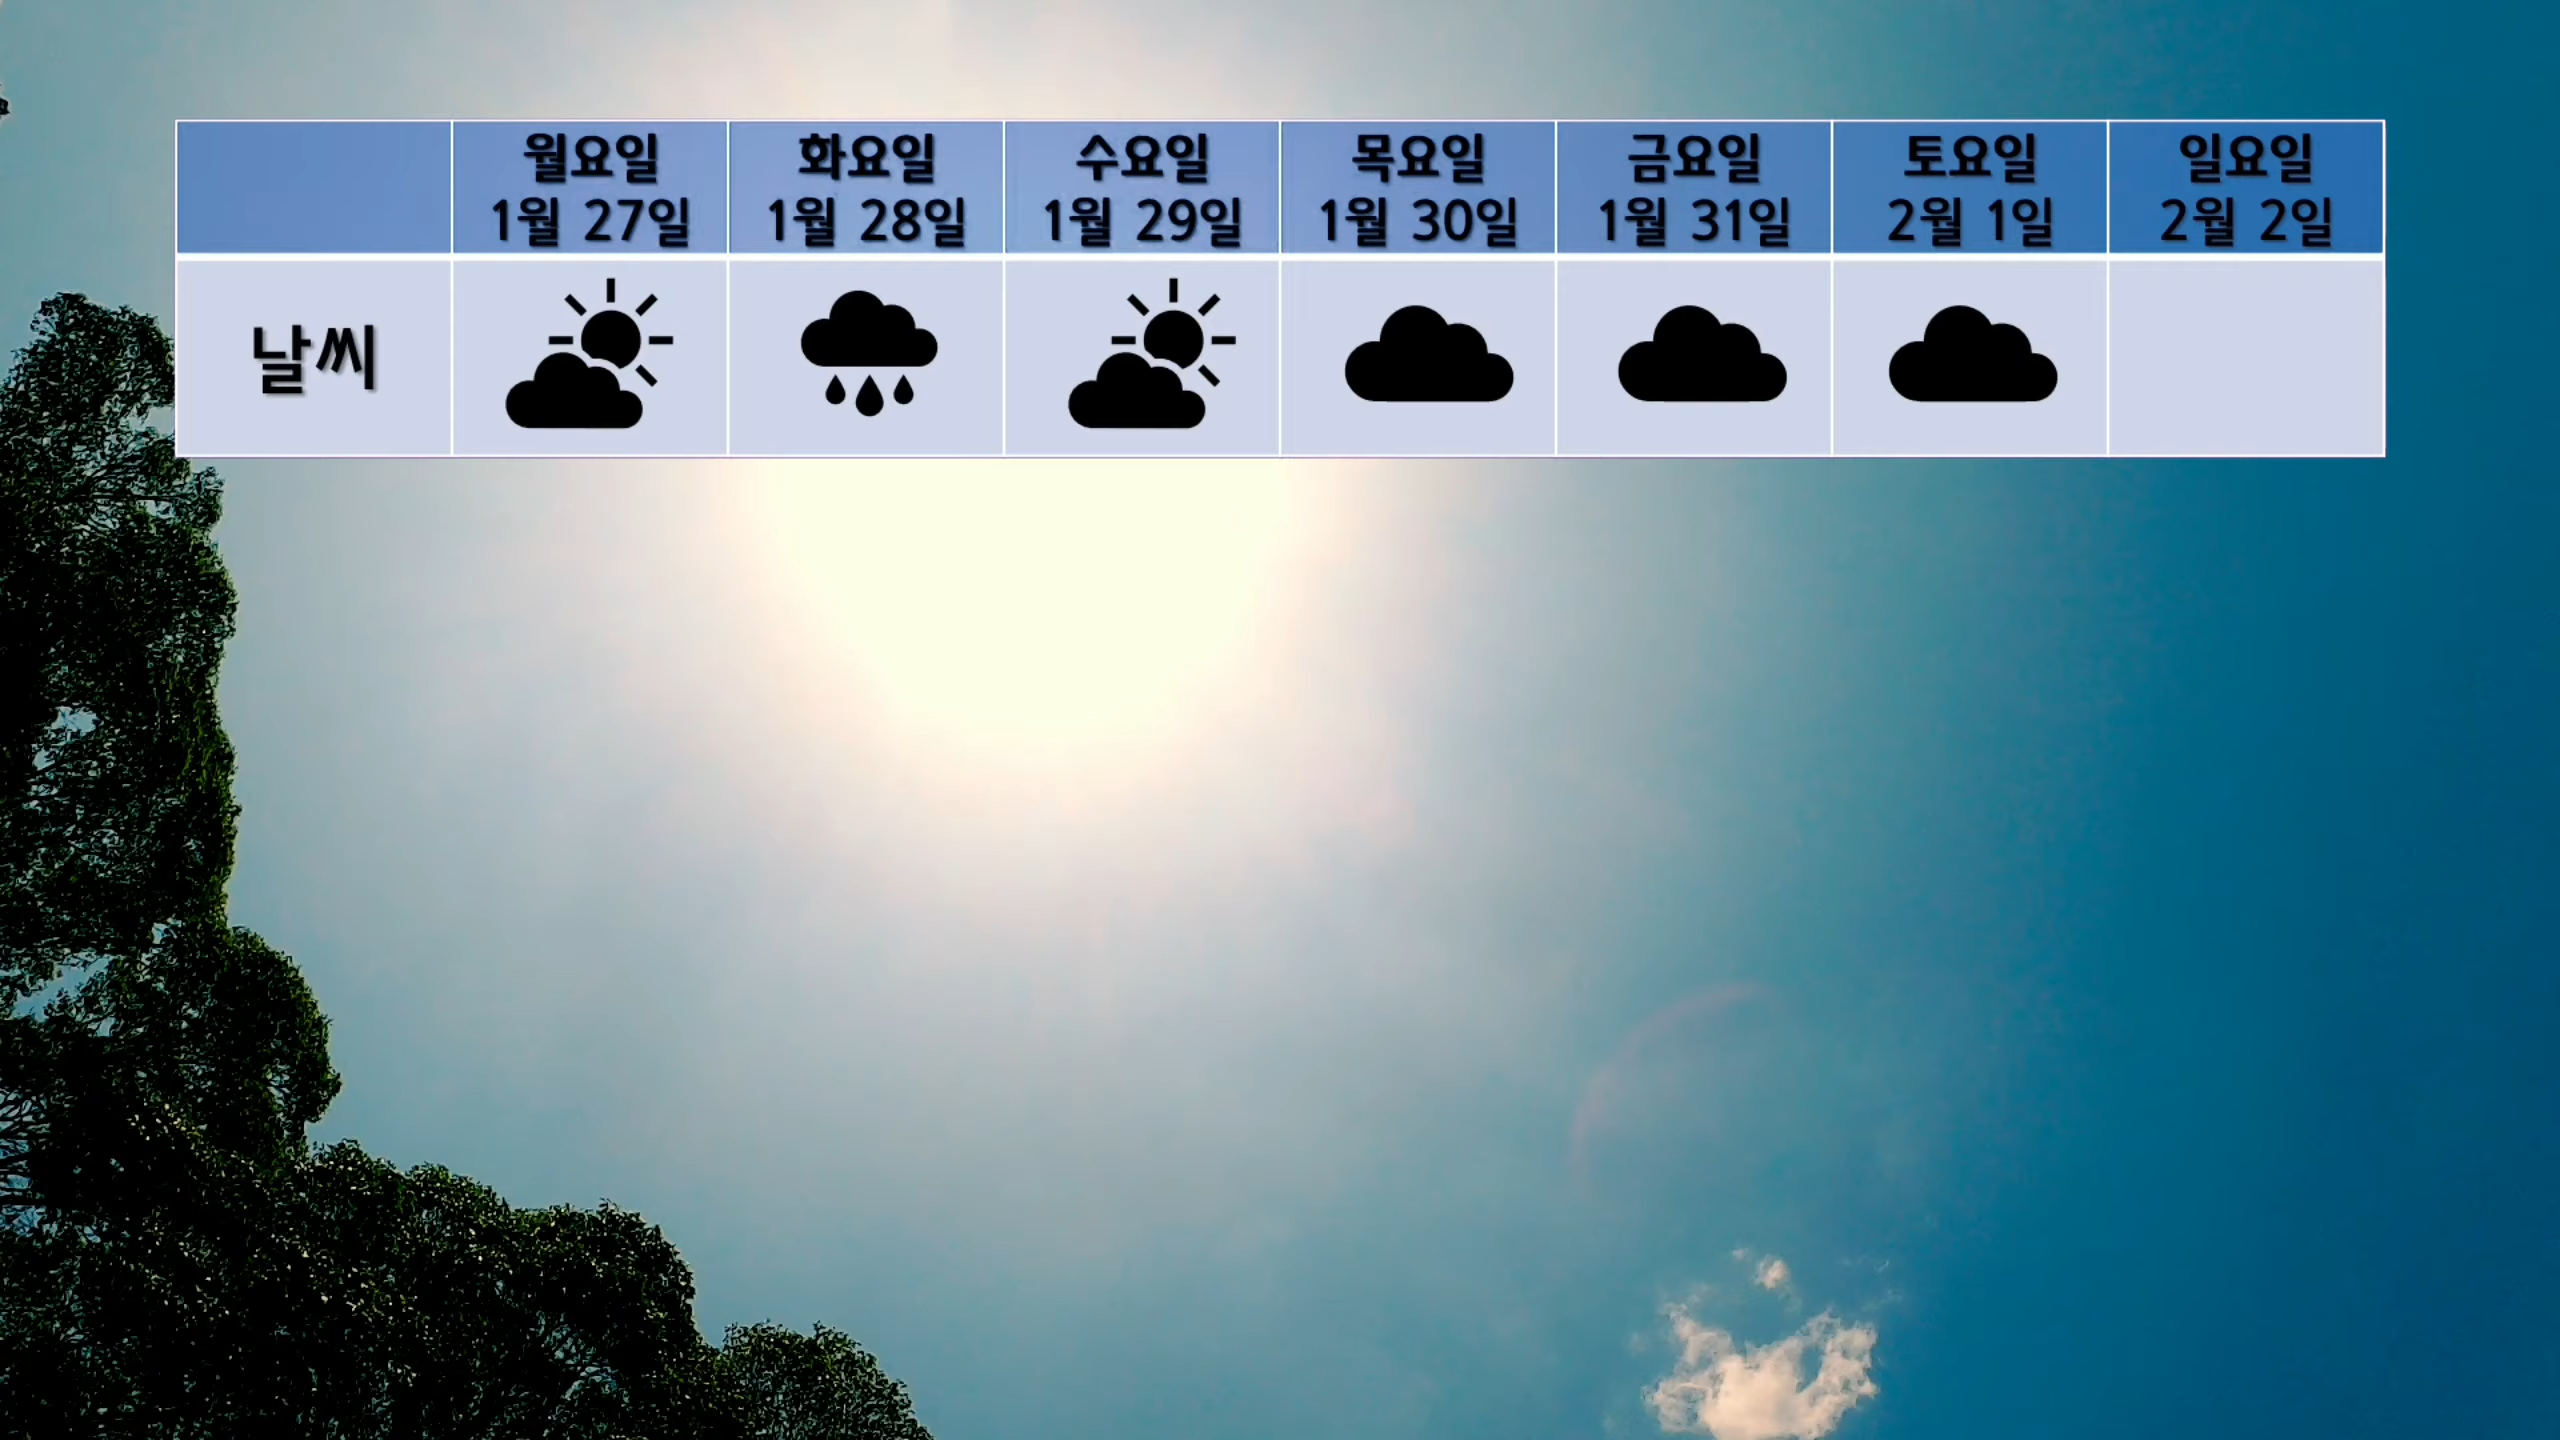 월요일 화요일 수요일 목요일 금요일 토요일 일요일
1월 27일 1월 28일 1월 29일 1월 30일 1월 31일 2월 1일 2월 2일
날씨